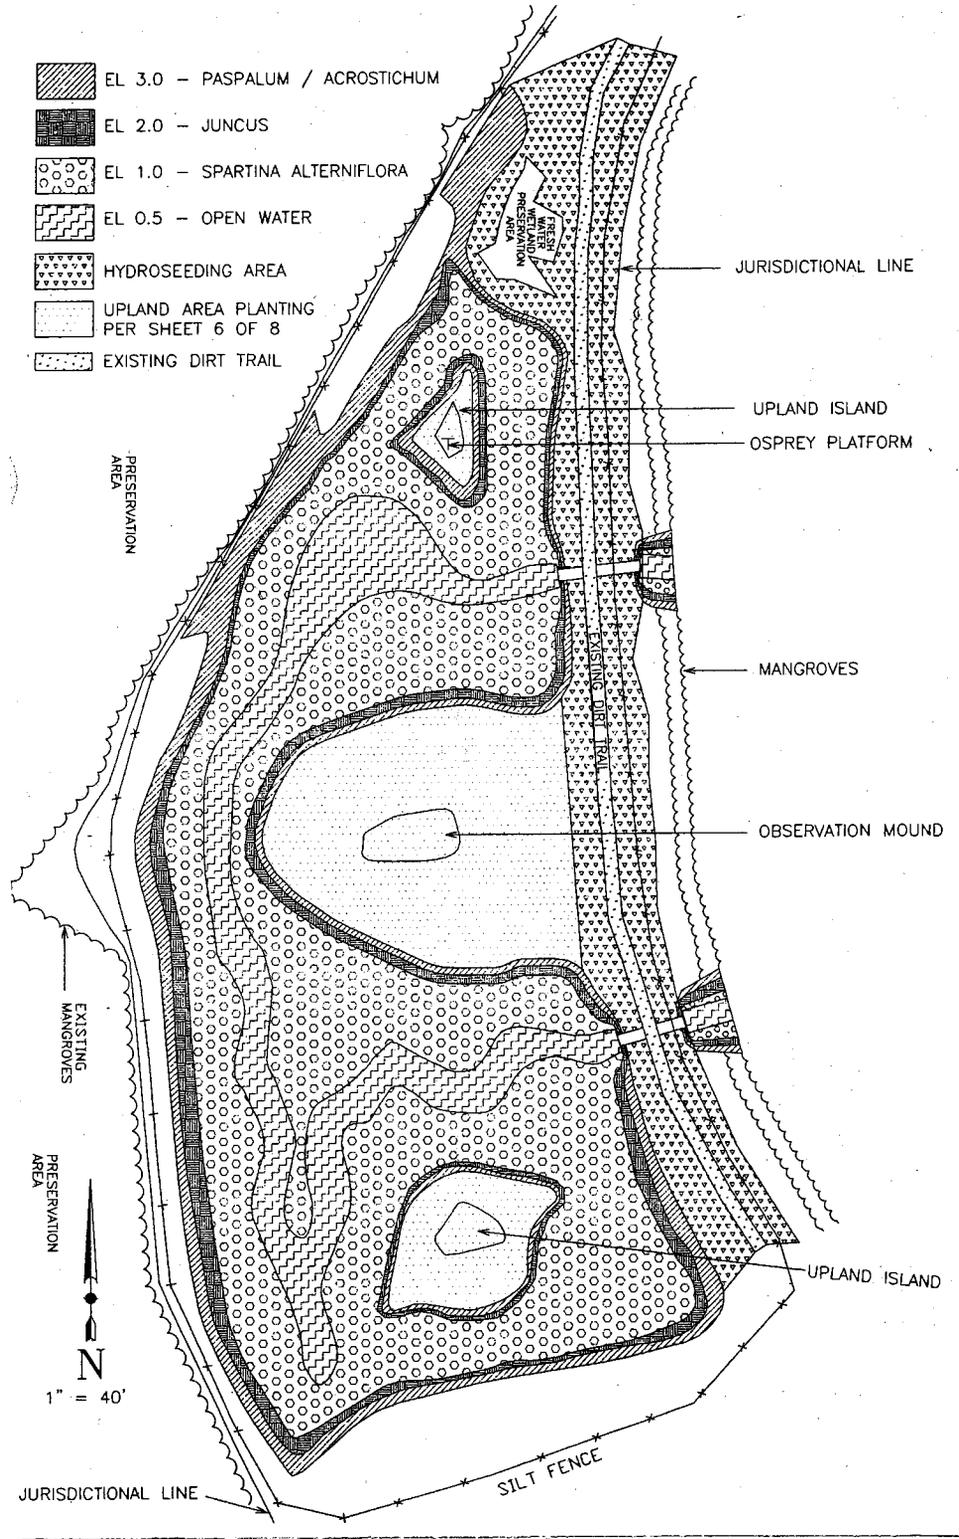 EL 3.0 – PASPALUM / ACROSTICHUM
EL 2.0 – JUNCUS
EL 1.0 – SPARTINA ALTERNIFLORA
EL 0.5 – OPEN WATER
HYDROSEEDING AREA
UPLAND AREA PLANTING
PER SHEET 6 OF 8
EXISTING DIRT TRAIL
FRESH
WATER
WETLAND
PRESERVATION
AREA
JURISDICTIONAL LINE
UPLAND ISLAND
OSPREY PLATFORM
PRESERVATION
AREA
EXISTING DIRT TRAIL
MANGROVES
OBSERVATION MOUND
EXISTING
MANGROVES
PRESERVATION
AREA
UPLAND ISLAND
N
1" = 40'
SILT FENCE
JURISDICTIONAL LINE